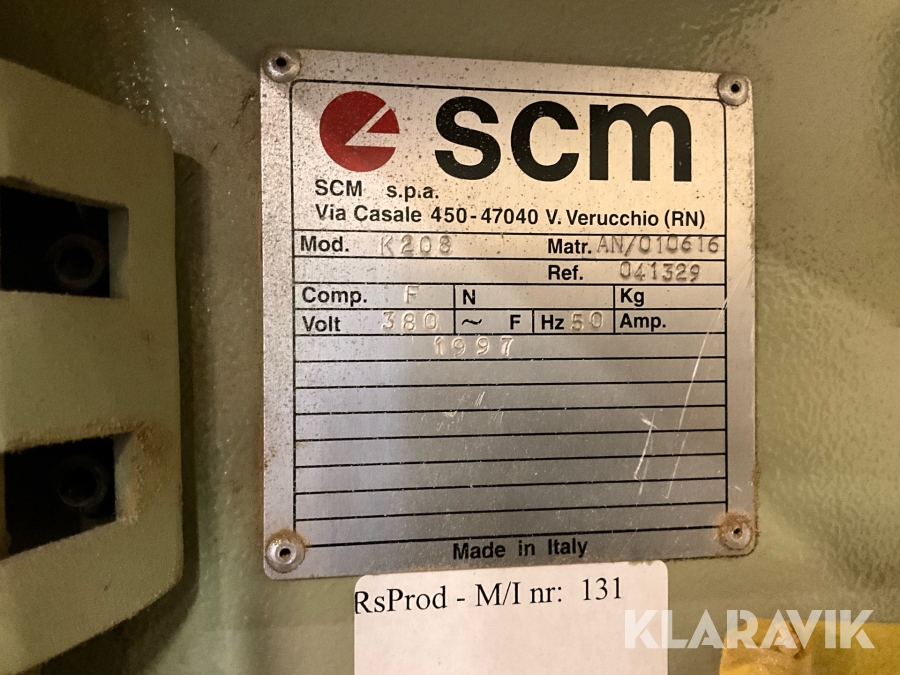 scm
SCM s.p.a.
Via Casale 450-47040 V. Verucchio (RN)
Mod. K208 Matr. AN/010616
Ref. 041329
Comp. F N Kg
Volt 380 ~ F Hz 50 Amp.
1997
Made in Italy
RsProd - M/I nr: 131
KLARAVIK